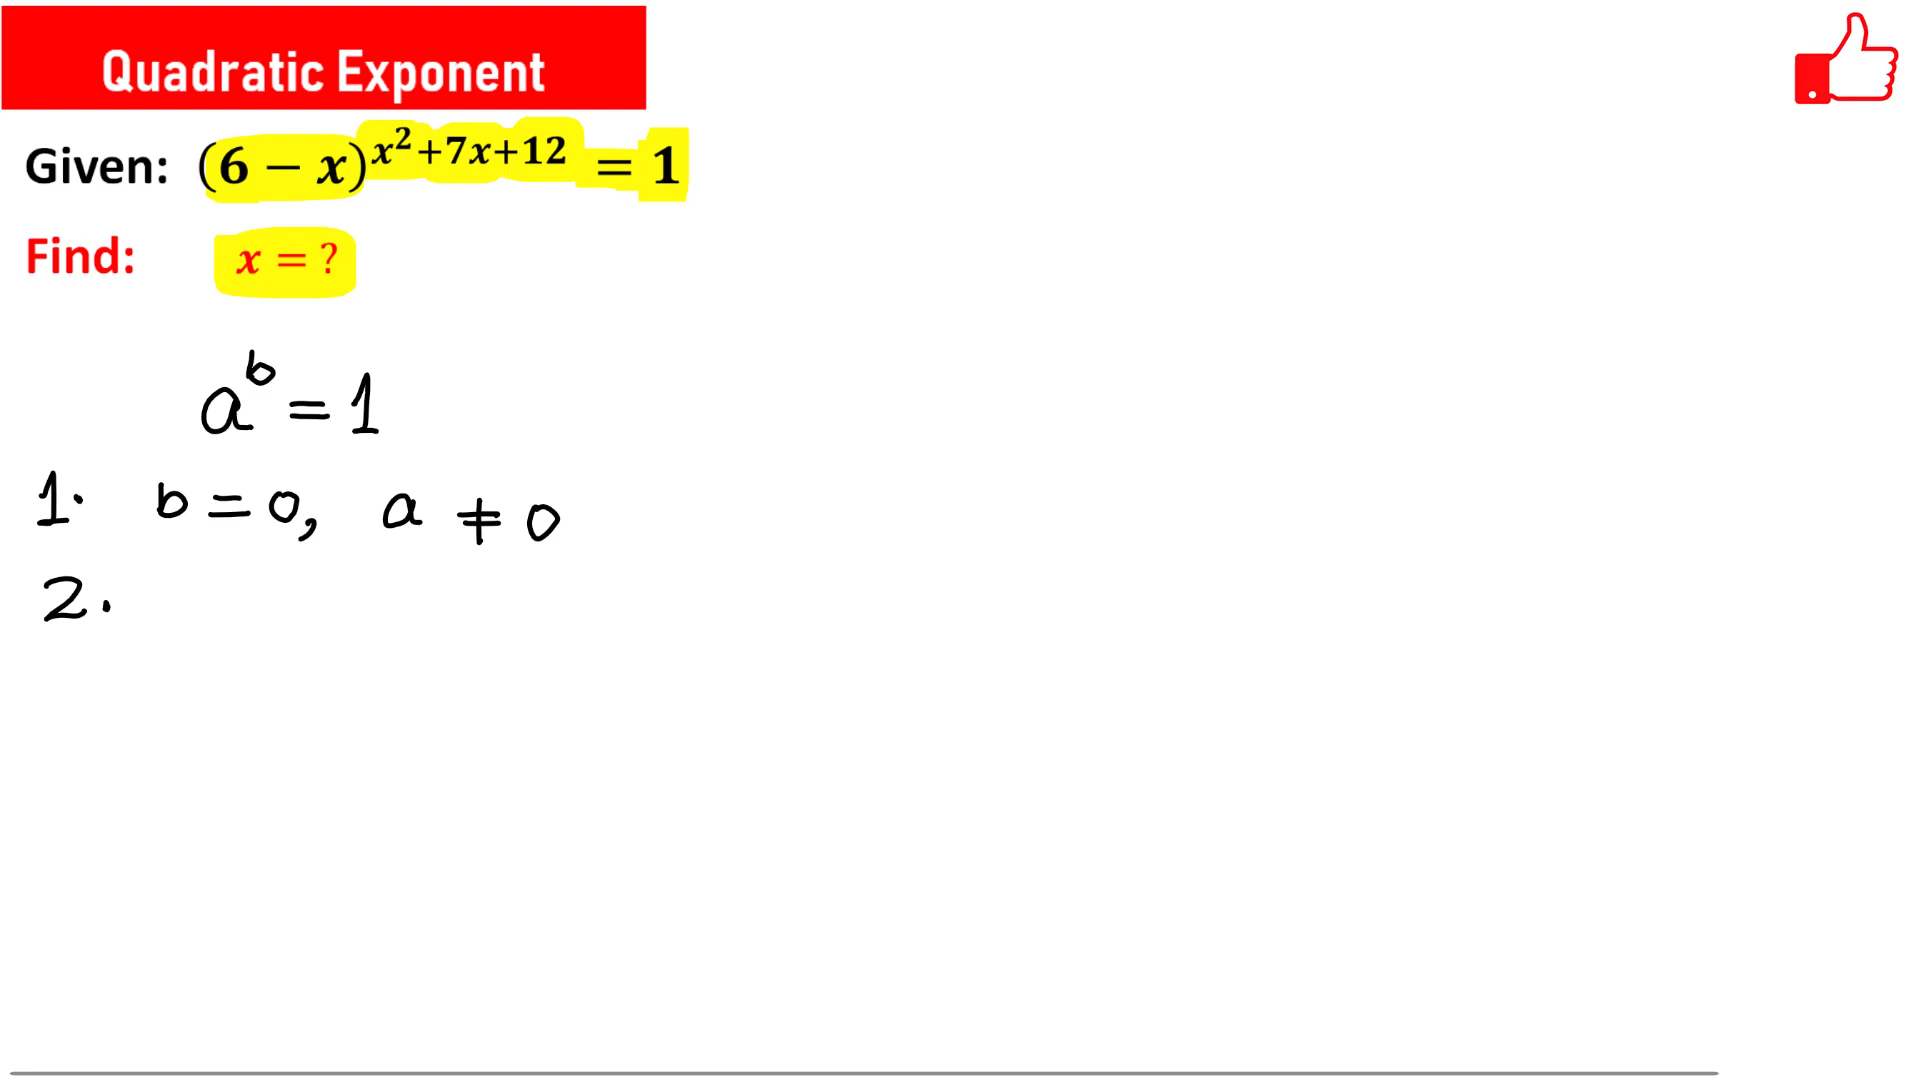 Quadratic Exponent
Given: (6 − x)^{x²+7x+12} = 1
Find: x = ?
a^b = 1
1. b = 0, a ≠ 0
2.